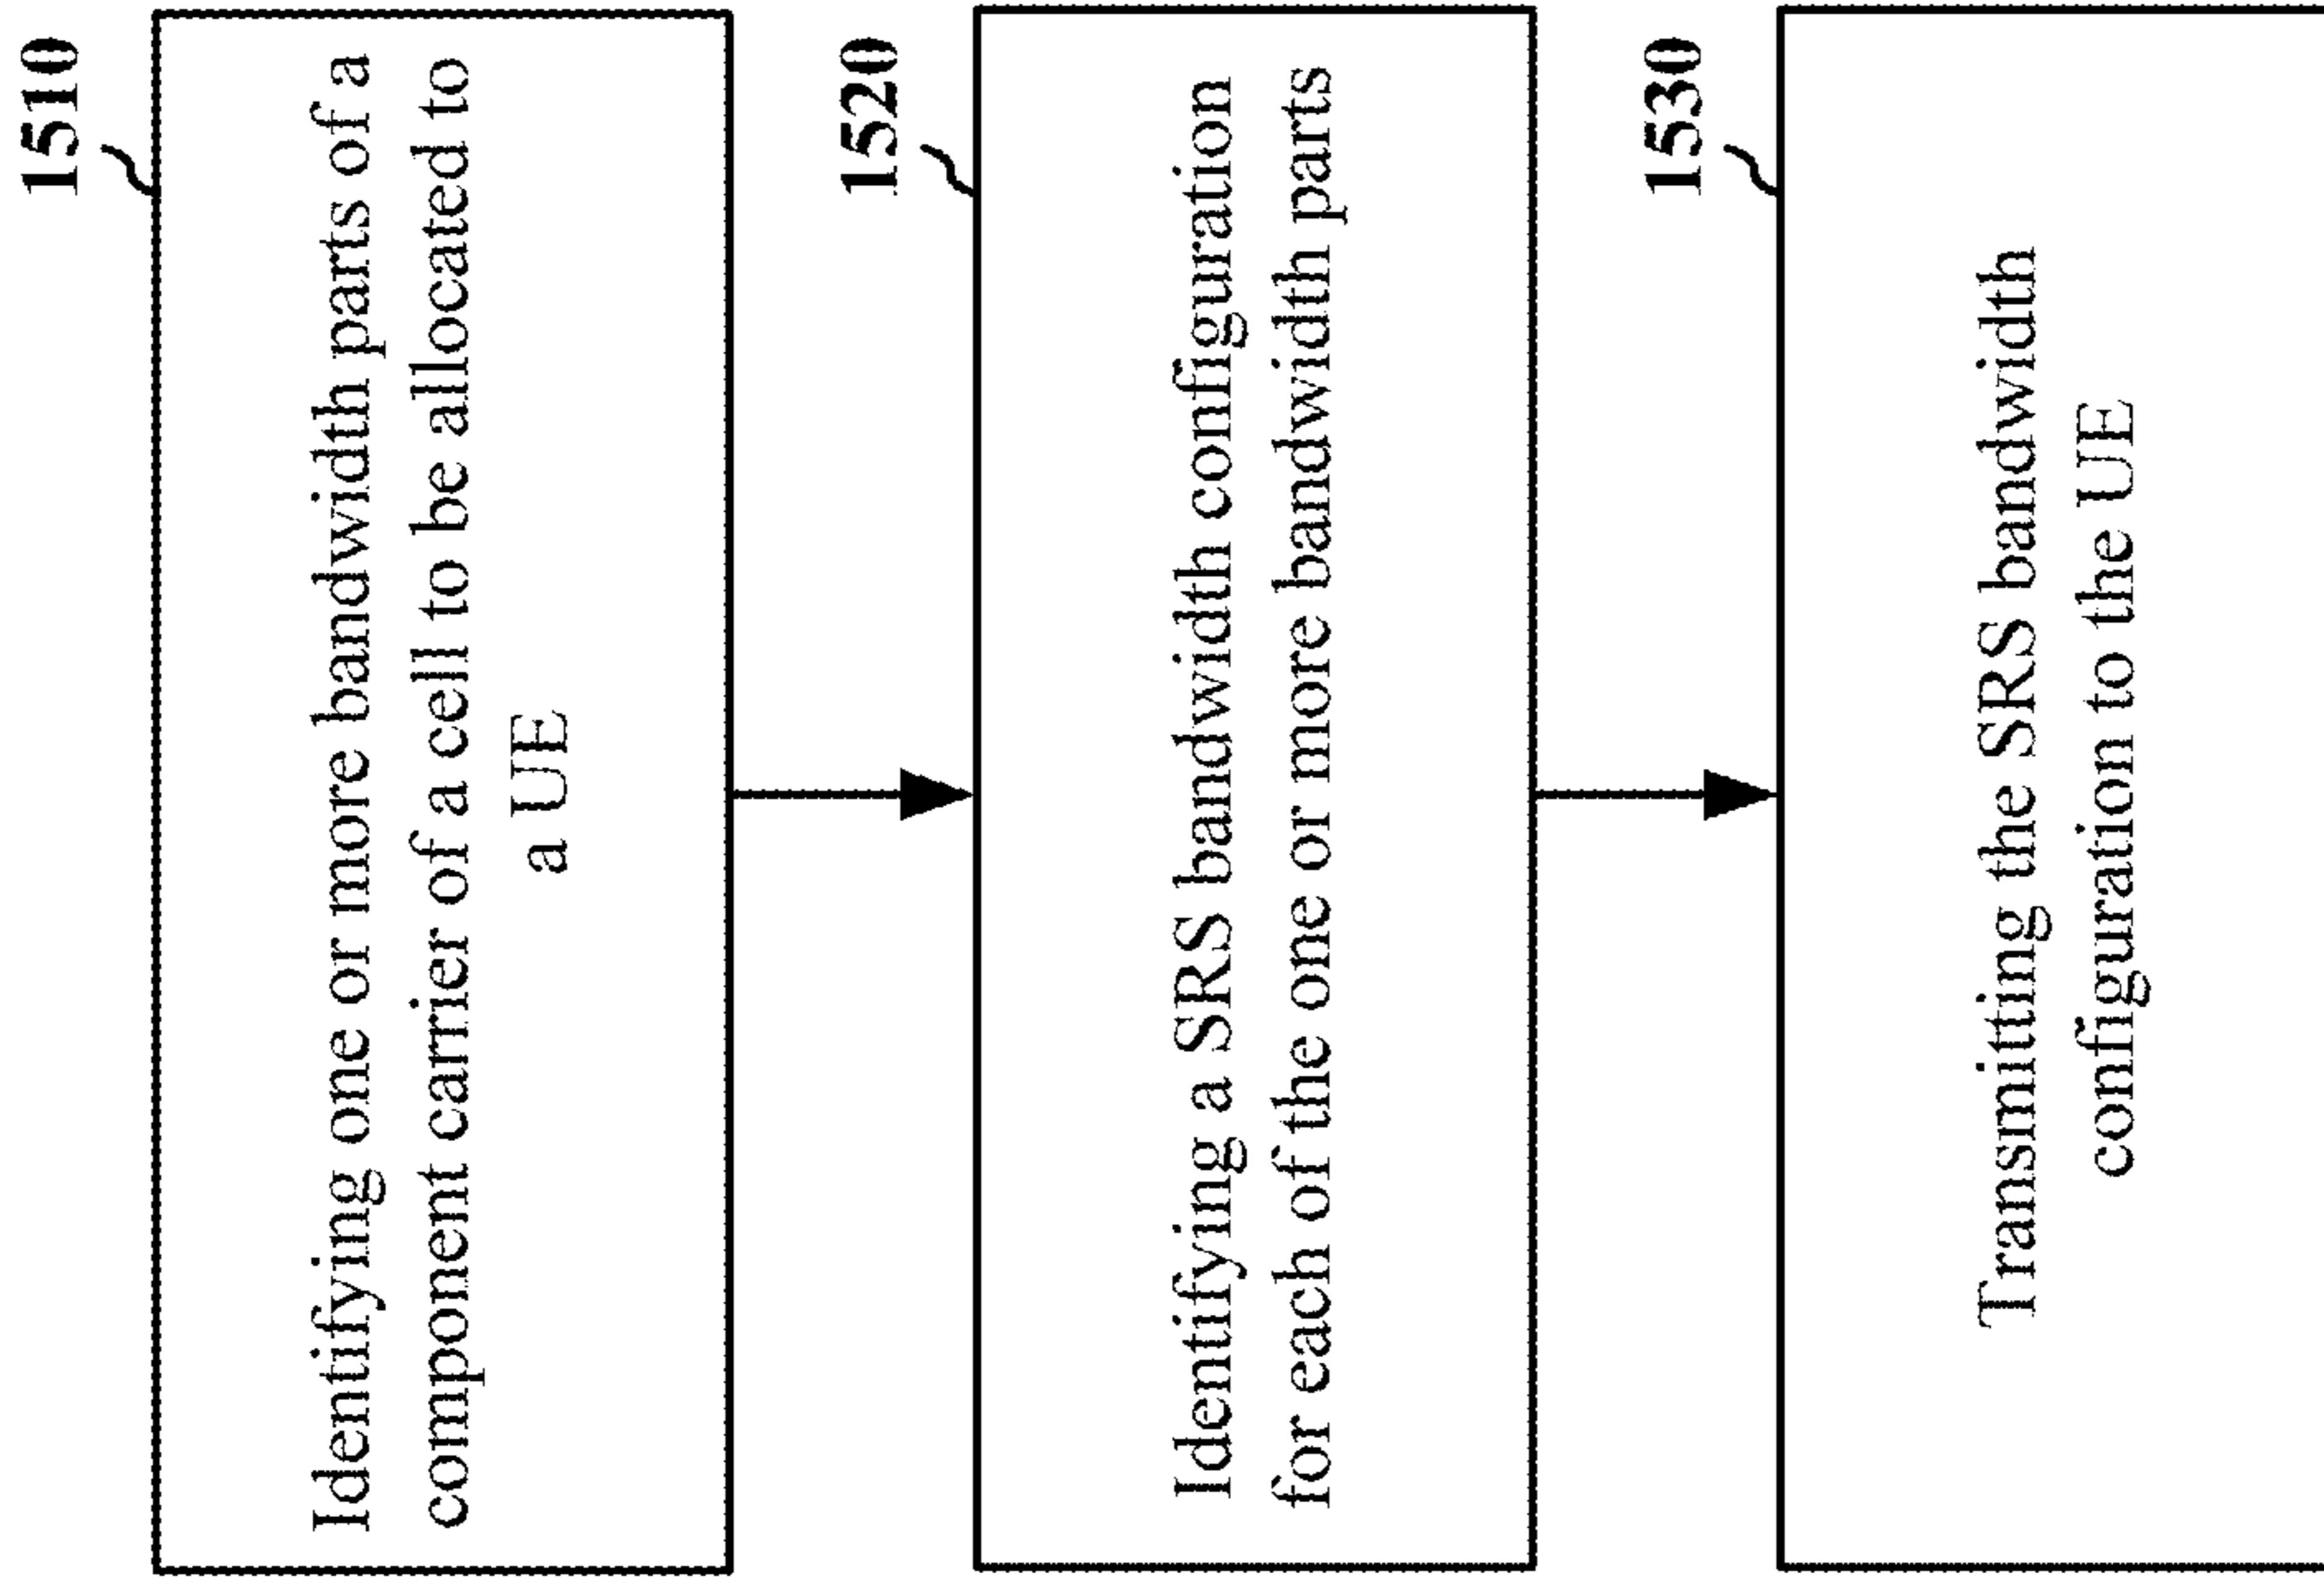 1510
Identifying one or more bandwidth parts of a
component carrier of a cell to be allocated to
a UE
1520
Identifying a SRS bandwidth configuration
for each of the one or more bandwidth parts
1530
Transmitting the SRS bandwidth
configuration to the UE